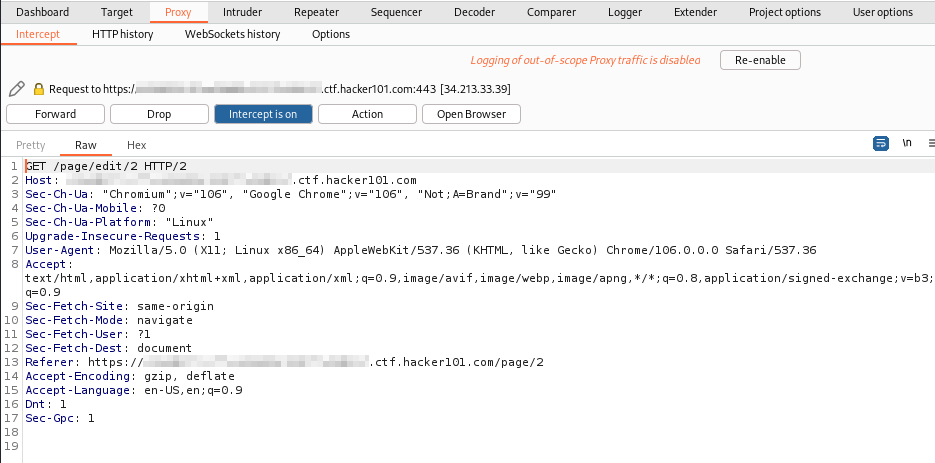 Dashboard Target Proxy Intruder Repeater Sequencer Decoder Comparer Logger Extender Project options User options
Intercept HTTP history WebSockets history Options
Logging of out-of-scope Proxy traffic is disabled Re-enable
Request to https:// .ctf.hacker101.com:443 [34.213.33.39]
Forward Drop Intercept is on Action Open Browser
Pretty Raw Hex \n
1 GET /page/edit/2 HTTP/2
2 Host: .ctf.hacker101.com
3 Sec-Ch-Ua: "Chromium";v="106", "Google Chrome";v="106", "Not;A=Brand";v="99"
4 Sec-Ch-Ua-Mobile: ?0
5 Sec-Ch-Ua-Platform: "Linux"
6 Upgrade-Insecure-Requests: 1
7 User-Agent: Mozilla/5.0 (X11; Linux x86_64) AppleWebKit/537.36 (KHTML, like Gecko) Chrome/106.0.0.0 Safari/537.36
8 Accept:
text/html,application/xhtml+xml,application/xml;q=0.9,image/avif,image/webp,image/apng,*/*;q=0.8,application/signed-exchange;v=b3;
q=0.9
9 Sec-Fetch-Site: same-origin
10 Sec-Fetch-Mode: navigate
11 Sec-Fetch-User: ?1
12 Sec-Fetch-Dest: document
13 Referer: https:// .ctf.hacker101.com/page/2
14 Accept-Encoding: gzip, deflate
15 Accept-Language: en-US,en;q=0.9
16 Dnt: 1
17 Sec-Gpc: 1
18
19